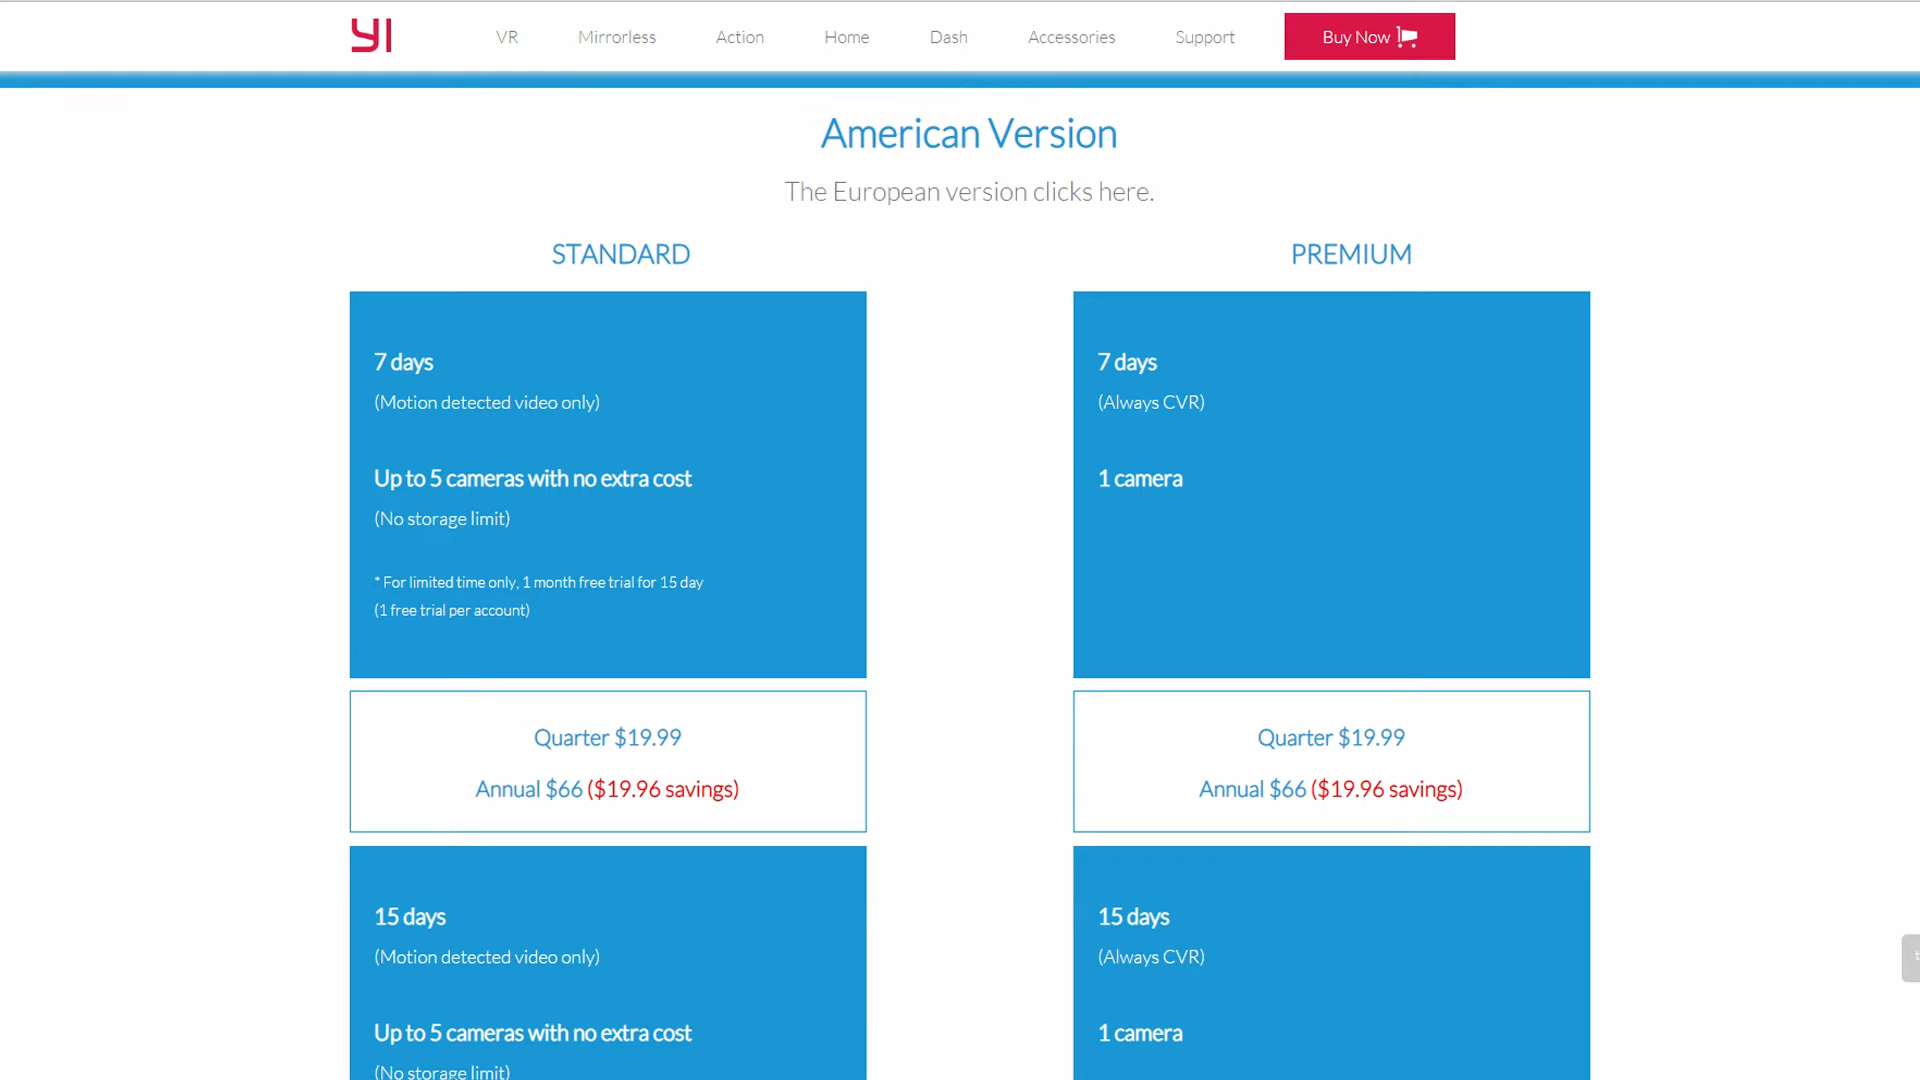 YI
VR
Mirrorless
Action
Home
Dash
Accessories
Support
Buy Now
American Version
The European version clicks here.
STANDARD
7 days
(Motion detected video only)
Up to 5 cameras with no extra cost
(No storage limit)
* For limited time only, 1 month free trial for 15 day
(1 free trial per account)
Quarter $19.99
Annual $66 ($19.96 savings)
15 days
(Motion detected video only)
Up to 5 cameras with no extra cost
(No storage limit)
PREMIUM
7 days
(Always CVR)
1 camera
Quarter $19.99
Annual $66 ($19.96 savings)
15 days
(Always CVR)
1 camera